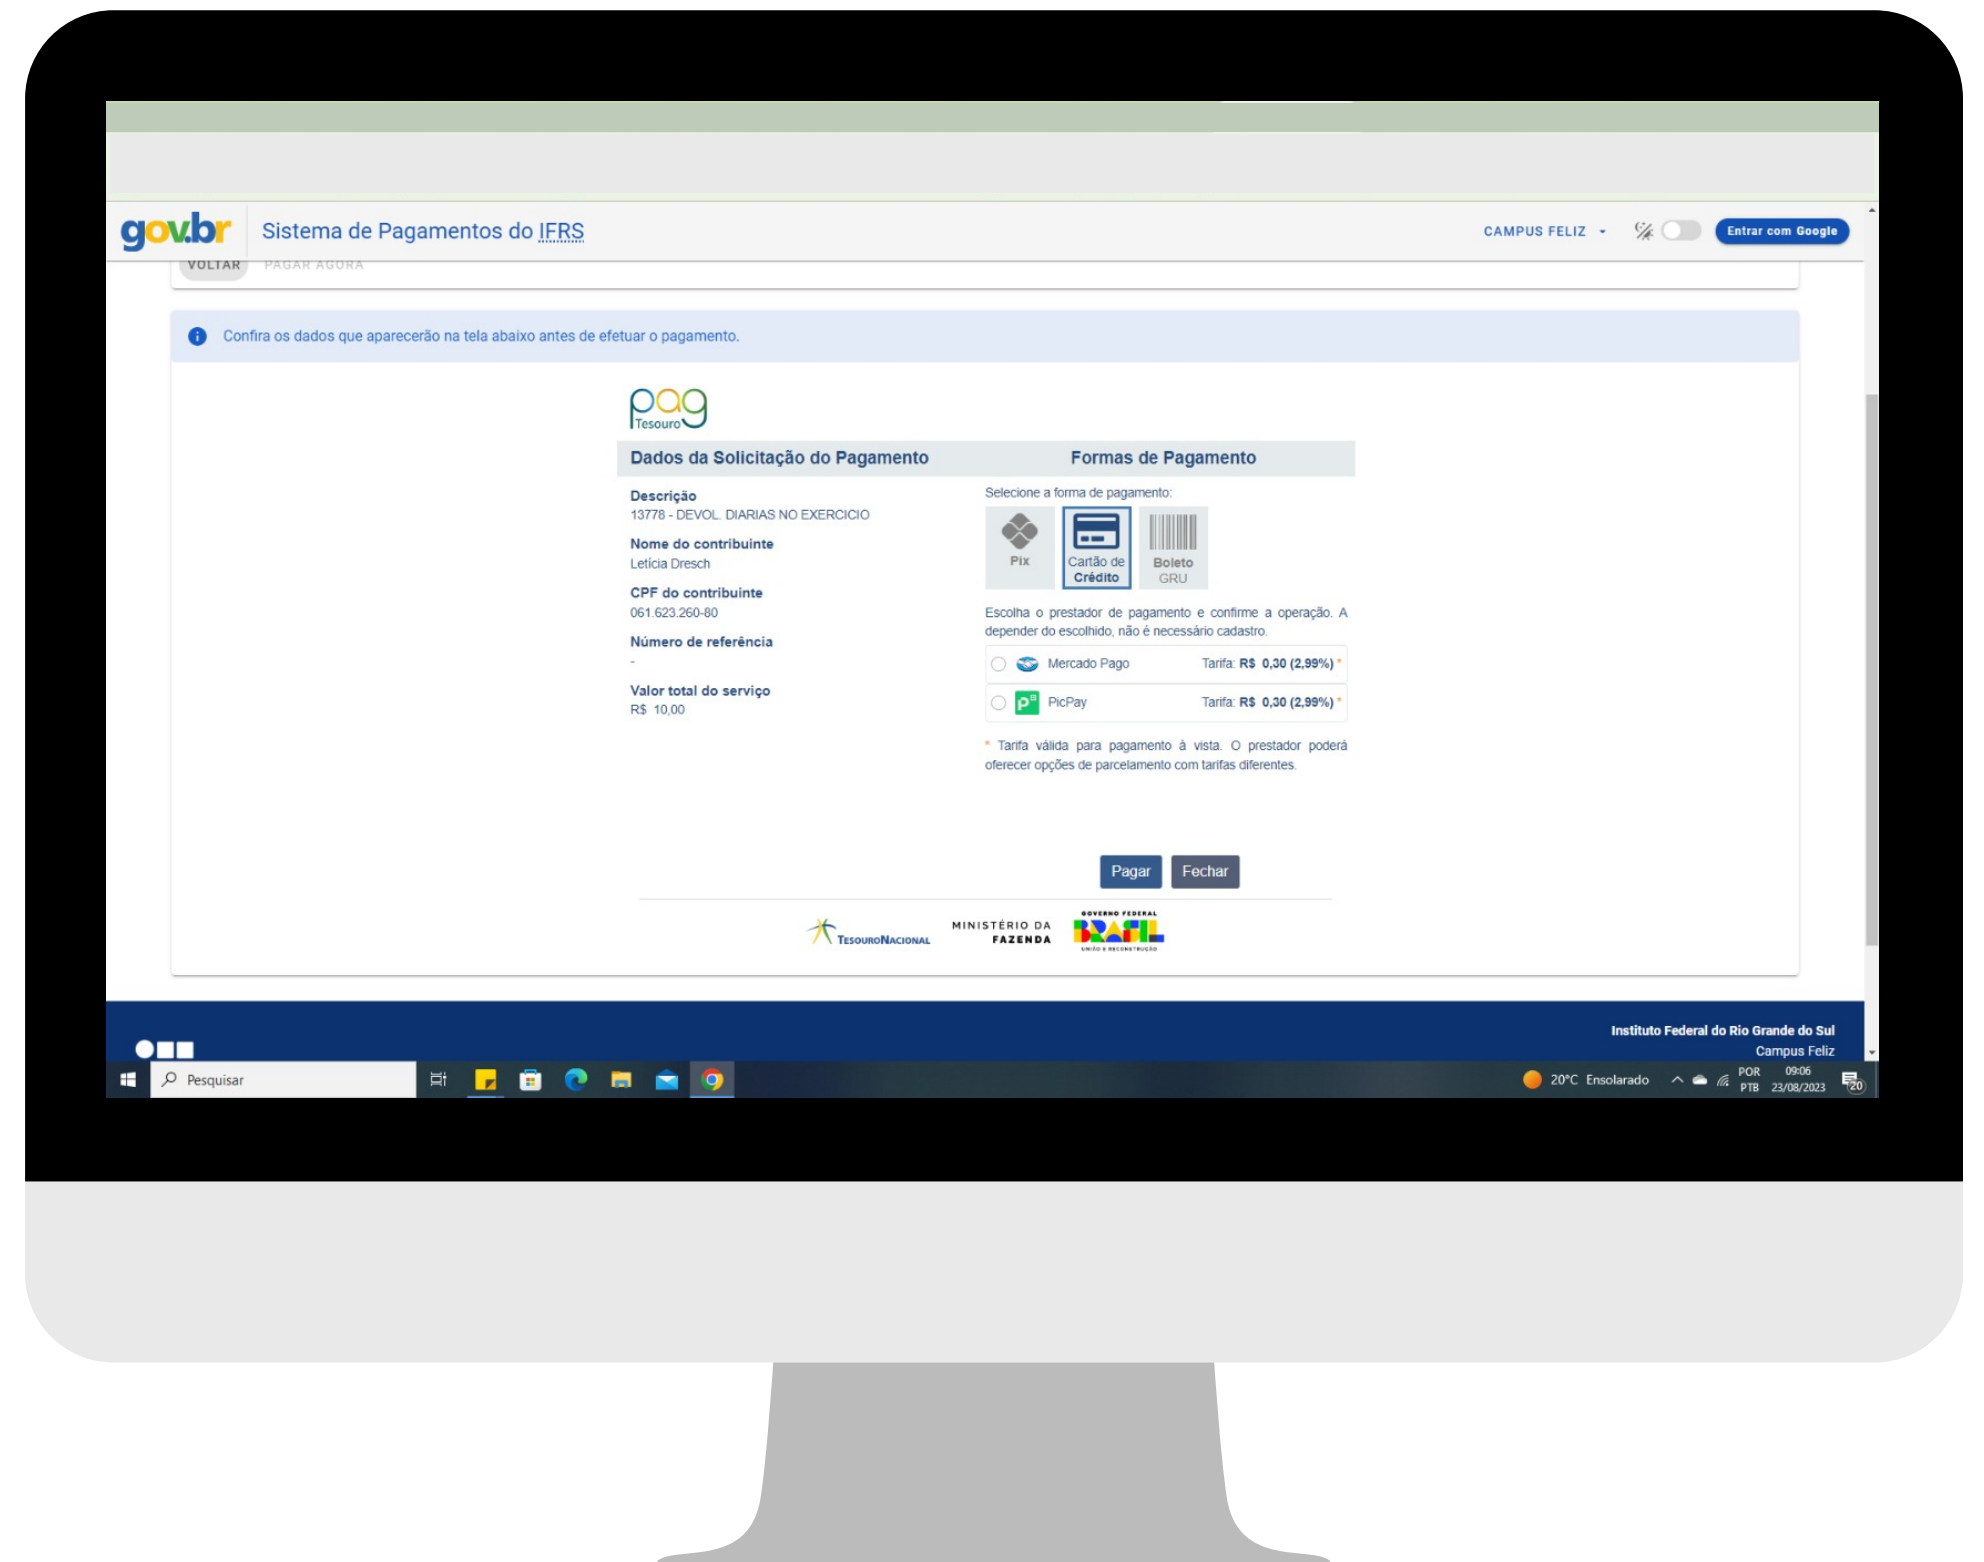 gov.br
Sistema de Pagamentos do IFRS
CAMPUS FELIZ
Entrar com Google
VOLTAR PAGAR AGORA
Confira os dados que aparecerão na tela abaixo antes de efetuar o pagamento.
pag
Tesouro
Dados da Solicitação do Pagamento
Descrição
13778 - DEVOL. DIARIAS NO EXERCICIO
Nome do contribuinte
Letícia Dresch
CPF do contribuinte
061.623.260-80
Número de referência
-
Valor total do serviço
R$ 10,00
Formas de Pagamento
Selecione a forma de pagamento:
Pix
Cartão de
Crédito
Boleto
GRU
Escolha o prestador de pagamento e confirme a operação. A
depender do escolhido, não é necessário cadastro.
Mercado Pago Tarifa: R$ 0,30 (2,99%) *
PicPay Tarifa: R$ 0,30 (2,99%) *
* Tarifa válida para pagamento à vista. O prestador poderá
oferecer opções de parcelamento com tarifas diferentes.
Pagar Fechar
TESOURONACIONAL
MINISTÉRIO DA
FAZENDA
GOVERNO FEDERAL
BRASIL
UNIÃO E RECONSTRUÇÃO
Instituto Federal do Rio Grande do Sul
Campus Feliz
Pesquisar
20°C Ensolarado
POR
PTB
09:06
23/08/2023
20